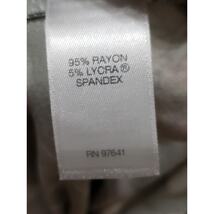 95% RAYON
5% LYCRA®
SPANDEX
RN 97641